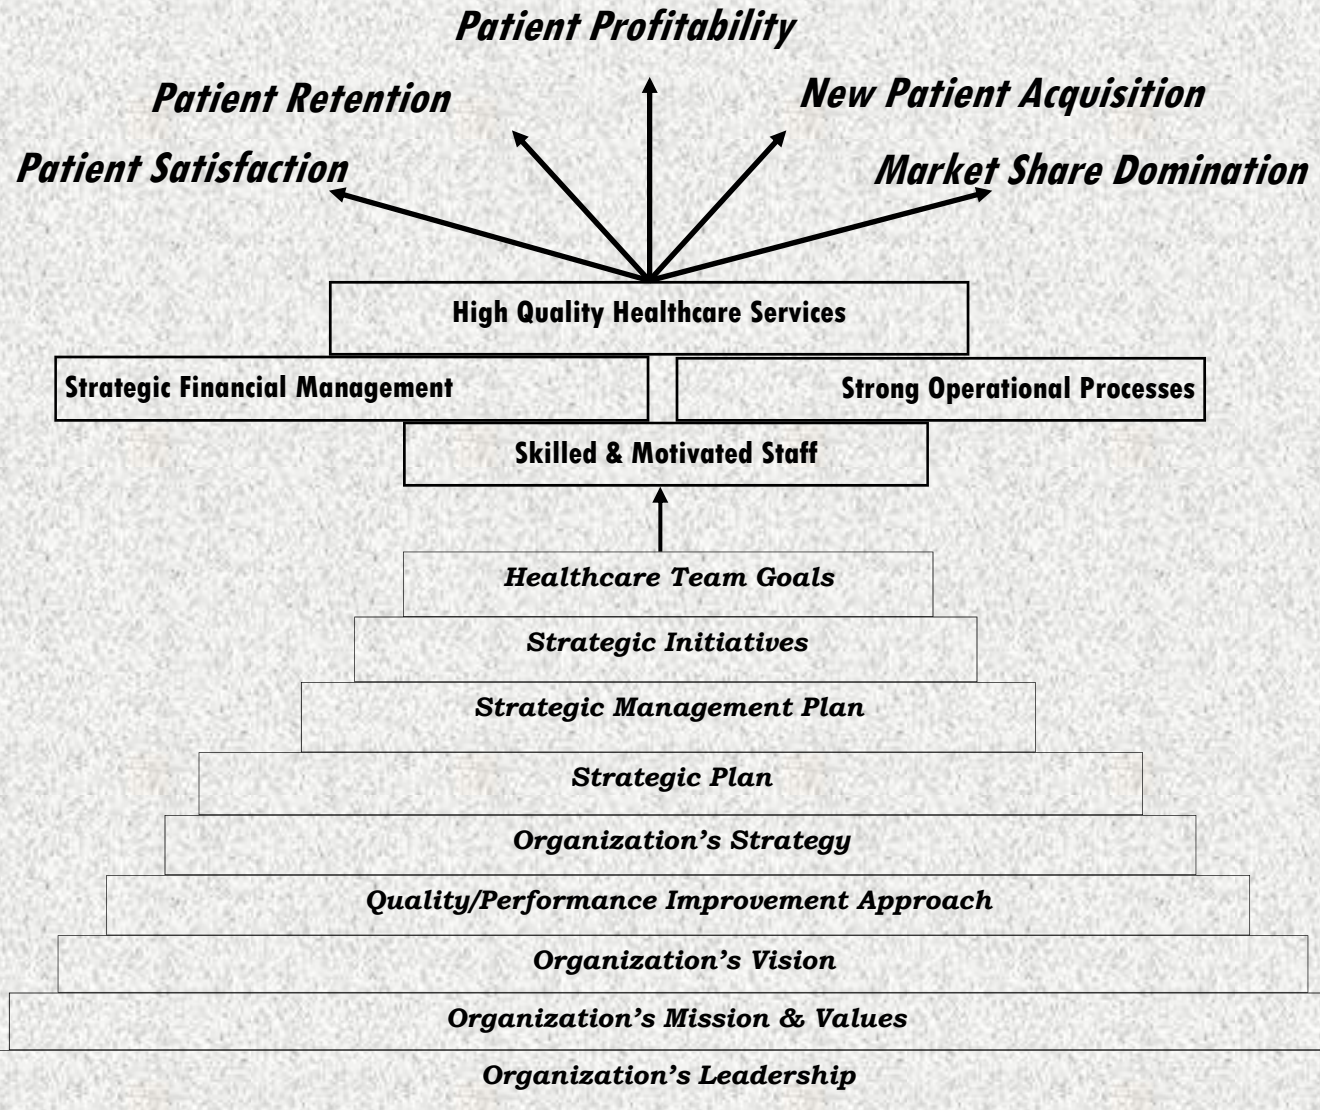 Patient Profitability
Patient Retention
New Patient Acquisition
Patient Satisfaction
Market Share Domination
High Quality Healthcare Services
Strategic Financial Management
Strong Operational Processes
Skilled & Motivated Staff
Healthcare Team Goals
Strategic Initiatives
Strategic Management Plan
Strategic Plan
Organization’s Strategy
Quality/Performance Improvement Approach
Organization’s Vision
Organization’s Mission & Values
Organization’s Leadership